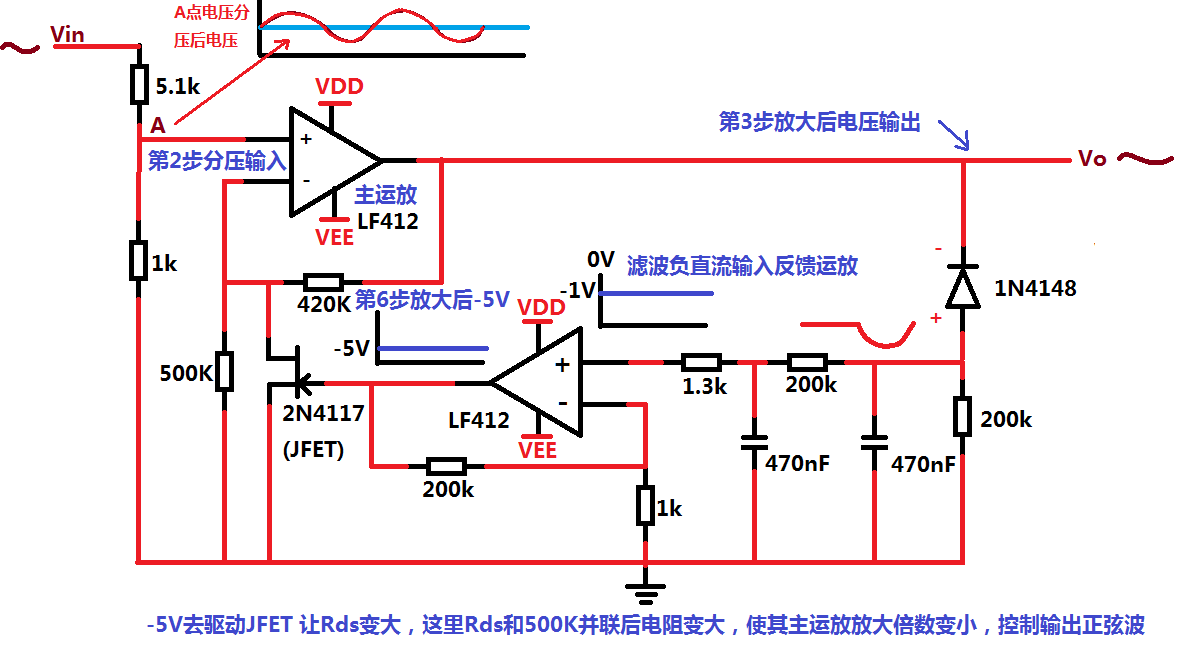 A点电压分
压后电压
Vin
5.1k
A
VDD
+
-
第2步分压输入
主运放
LF412
VEE
第3步放大后电压输出
Vo
1k
420K
第6步放大后-5V
0V
-1V
滤波负直流输入反馈运放
-
1N4148
+
VDD
-5V
500K
2N4117
(JFET)
LF412
+
-
VEE
1.3k
200k
200k
470nF
470nF
200k
1k
-5V去驱动JFET 让Rds变大，这里Rds和500K并联后电阻变大，使其主运放放大倍数变小，控制输出正弦波